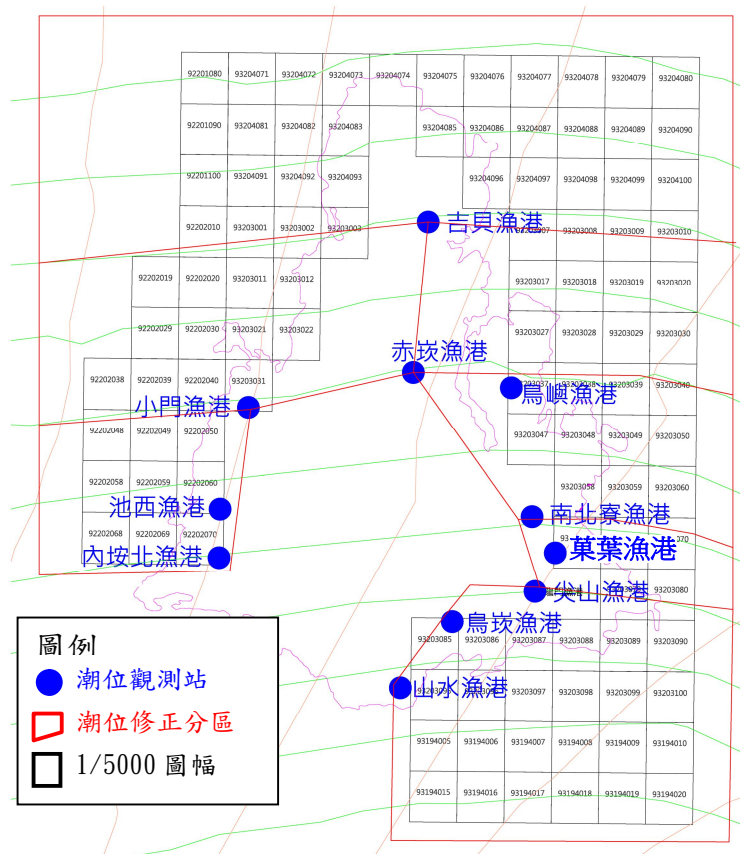 92201080 93204071 93204072 93204073 93204074 93204075 93204076 93204077 93204078 93204079 93204080
92201090 93204081 93204082 93204083 93204085 93204086 93204087 93204088 93204089 93204090
92201100 93204091 93204092 93204093 93204096 93204097 93204098 93204099 93204100
92202010 93203001 93203002 93203003 吉貝漁港 93203007 93203008 93203009 93203010
92202019 92202020 93203011 93203012 93203017 93203018 93203019 93203020
92202029 92202030 93203021 93203022 93203027 93203028 93203029 93203030
赤崁漁港
92202038 92202039 92202040 93203031 93203037 93203038 93203039 93203040
鳥嶼漁港
小門漁港
92202048 92202049 92202050 93203047 93203048 93203049 93203050
92202058 92202059 92202060 93203058 93203059 93203060
池西漁港 南北寮漁港
92202068 92202069 92202070 菓葉漁港
內垵北漁港
尖山漁港 93203080
鳥崁漁港
93203085 93203086 93203087 93203088 93203089 93203090
山水漁港 93203097 93203098 93203099 93203100
93194005 93194006 93194007 93194008 93194009 93194010
93194015 93194016 93194017 93194018 93194019 93194020
圖例
潮位觀測站
潮位修正分區
1/5000 圖幅